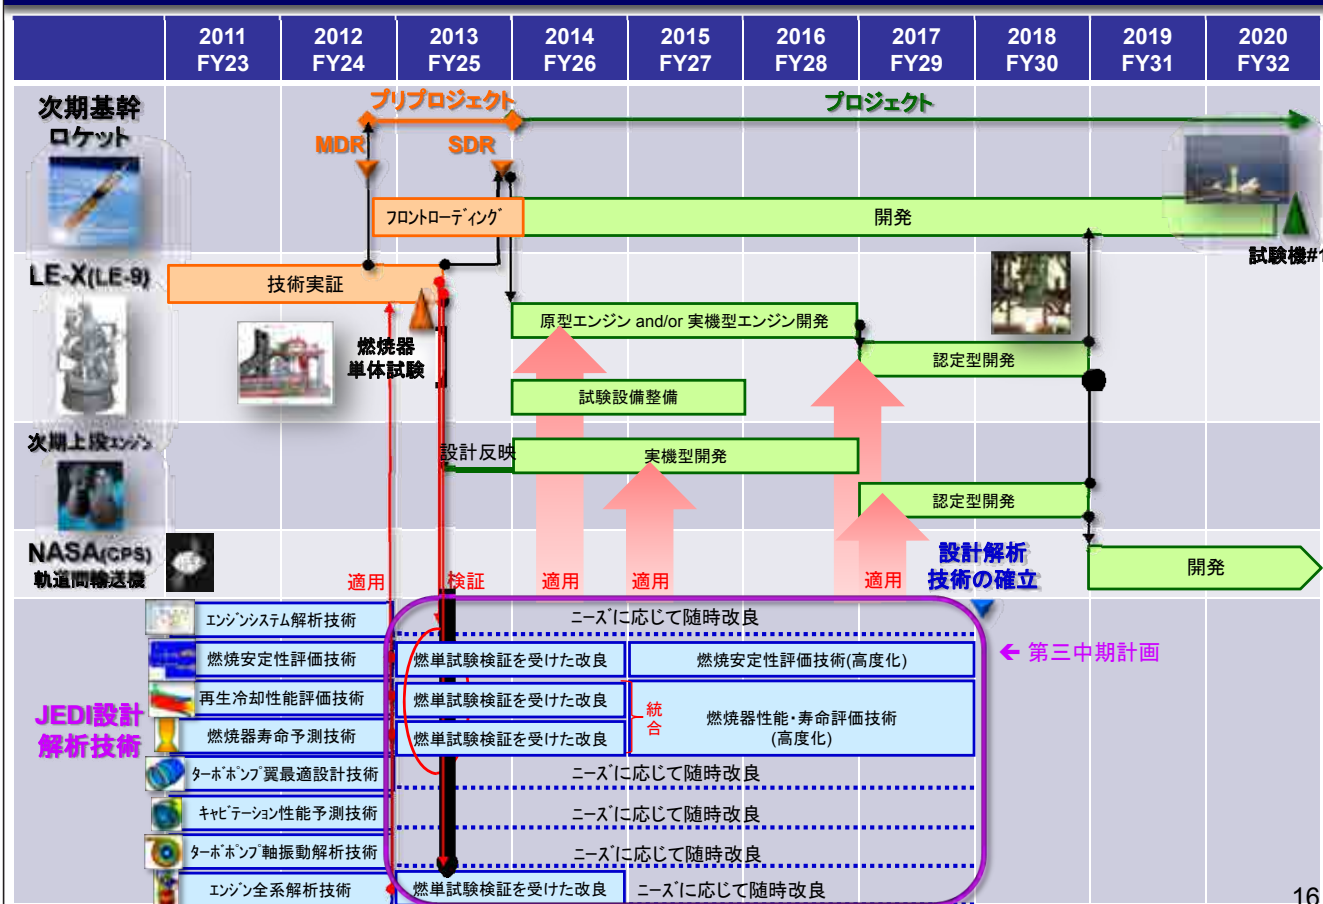 2011 2012 2013 2014 2015 2016 2017 2018 2019 2020
FY23 FY24 FY25 FY26 FY27 FY28 FY29 FY30 FY31 FY32
次期基幹
ロケット
プリプロジェクト
プロジェクト
MDR
SDR
フロントローディング
開発
試験機#1
LE-X(LE-9)
技術実証
燃焼器
単体試験
原型エンジン and/or 実機型エンジン開発
認定型開発
試験設備整備
次期上段エンジン
設計反映
実機型開発
認定型開発
NASA(CPS)
軌道間輸送機
適用
検証
適用
適用
適用
設計解析
技術の確立
開発
JEDI設計
解析技術
エンジンシステム解析技術
ニーズに応じて随時改良
燃焼安定性評価技術
燃単試験検証を受けた改良
燃焼安定性評価技術(高度化)
← 第三中期計画
再生冷却性能評価技術
燃単試験検証を受けた改良
統
合
燃焼器性能・寿命評価技術
(高度化)
燃焼器寿命予測技術
燃単試験検証を受けた改良
ターボポンプ翼最適設計技術
ニーズに応じて随時改良
キャビテーション性能予測技術
ニーズに応じて随時改良
ターボポンプ軸振動解析技術
ニーズに応じて随時改良
エンジン全系解析技術
燃単試験検証を受けた改良
ニーズに応じて随時改良
16